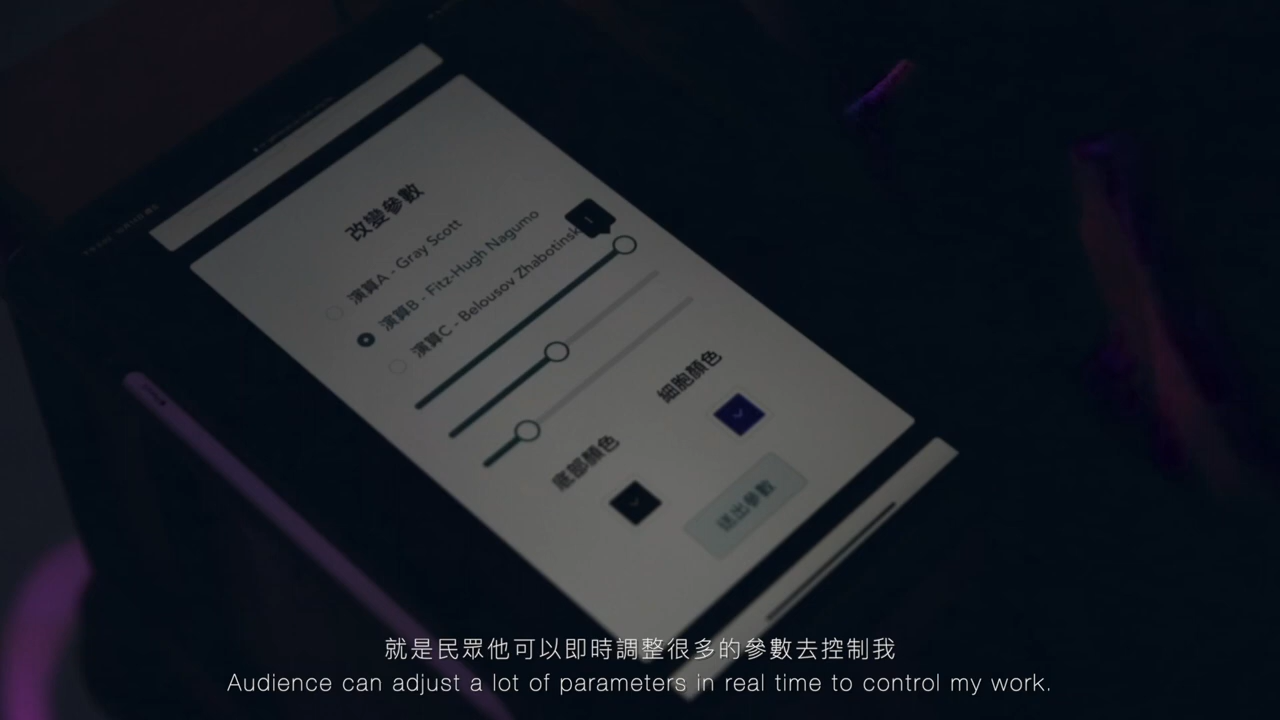 改變參數
演算A - Gray Scott
演算B - Fitz-Hugh Nagumo
演算C - Belousov Zhabotinsk
細胞顏色
底部顏色
送出參數
就是民眾他可以即時調整很多的參數去控制我
Audience can adjust a lot of parameters in real time to control my work.